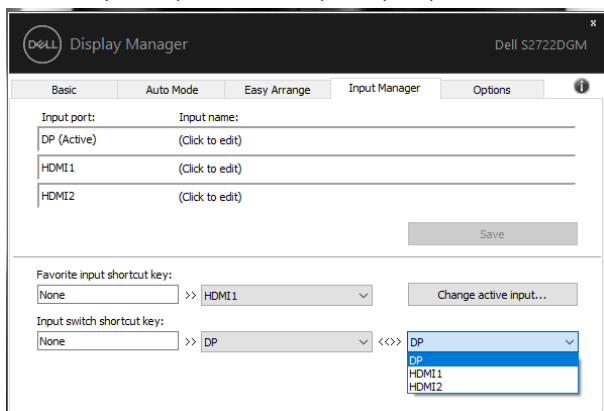 x
DELL Display Manager Dell S2722DGM
Basic Auto Mode Easy Arrange Input Manager Options i
Input port: Input name:
DP (Active) (Click to edit)
HDMI1 (Click to edit)
HDMI2 (Click to edit)
Save
Favorite input shortcut key:
None >> HDMI1 Change active input...
Input switch shortcut key:
None >> DP <<>> DP
DP
HDMI1
HDMI2